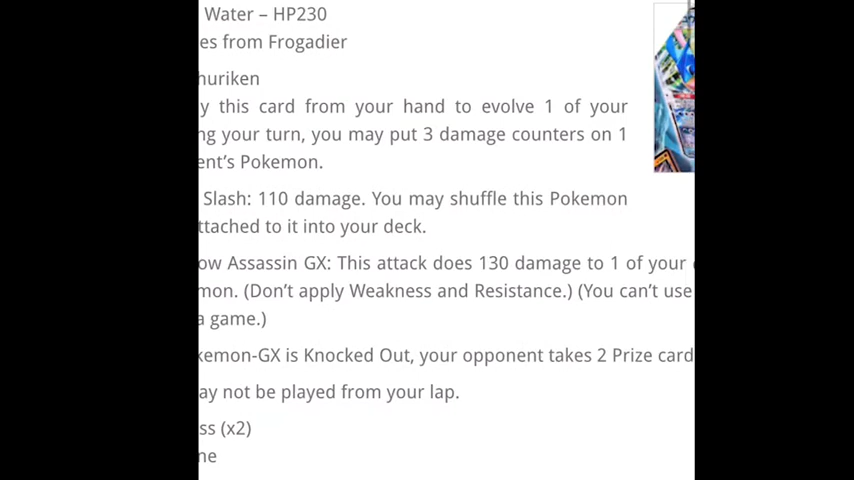 Water – HP230
es from Frogadier
huriken
y this card from your hand to evolve 1 of your
ng your turn, you may put 3 damage counters on 1
ent's Pokemon.
Slash: 110 damage. You may shuffle this Pokemon
ttached to it into your deck.
ow Assassin GX: This attack does 130 damage to 1 of your
mon. (Don't apply Weakness and Resistance.) (You can't use
a game.)
kemon-GX is Knocked Out, your opponent takes 2 Prize card
ay not be played from your lap.
ss (x2)
ne